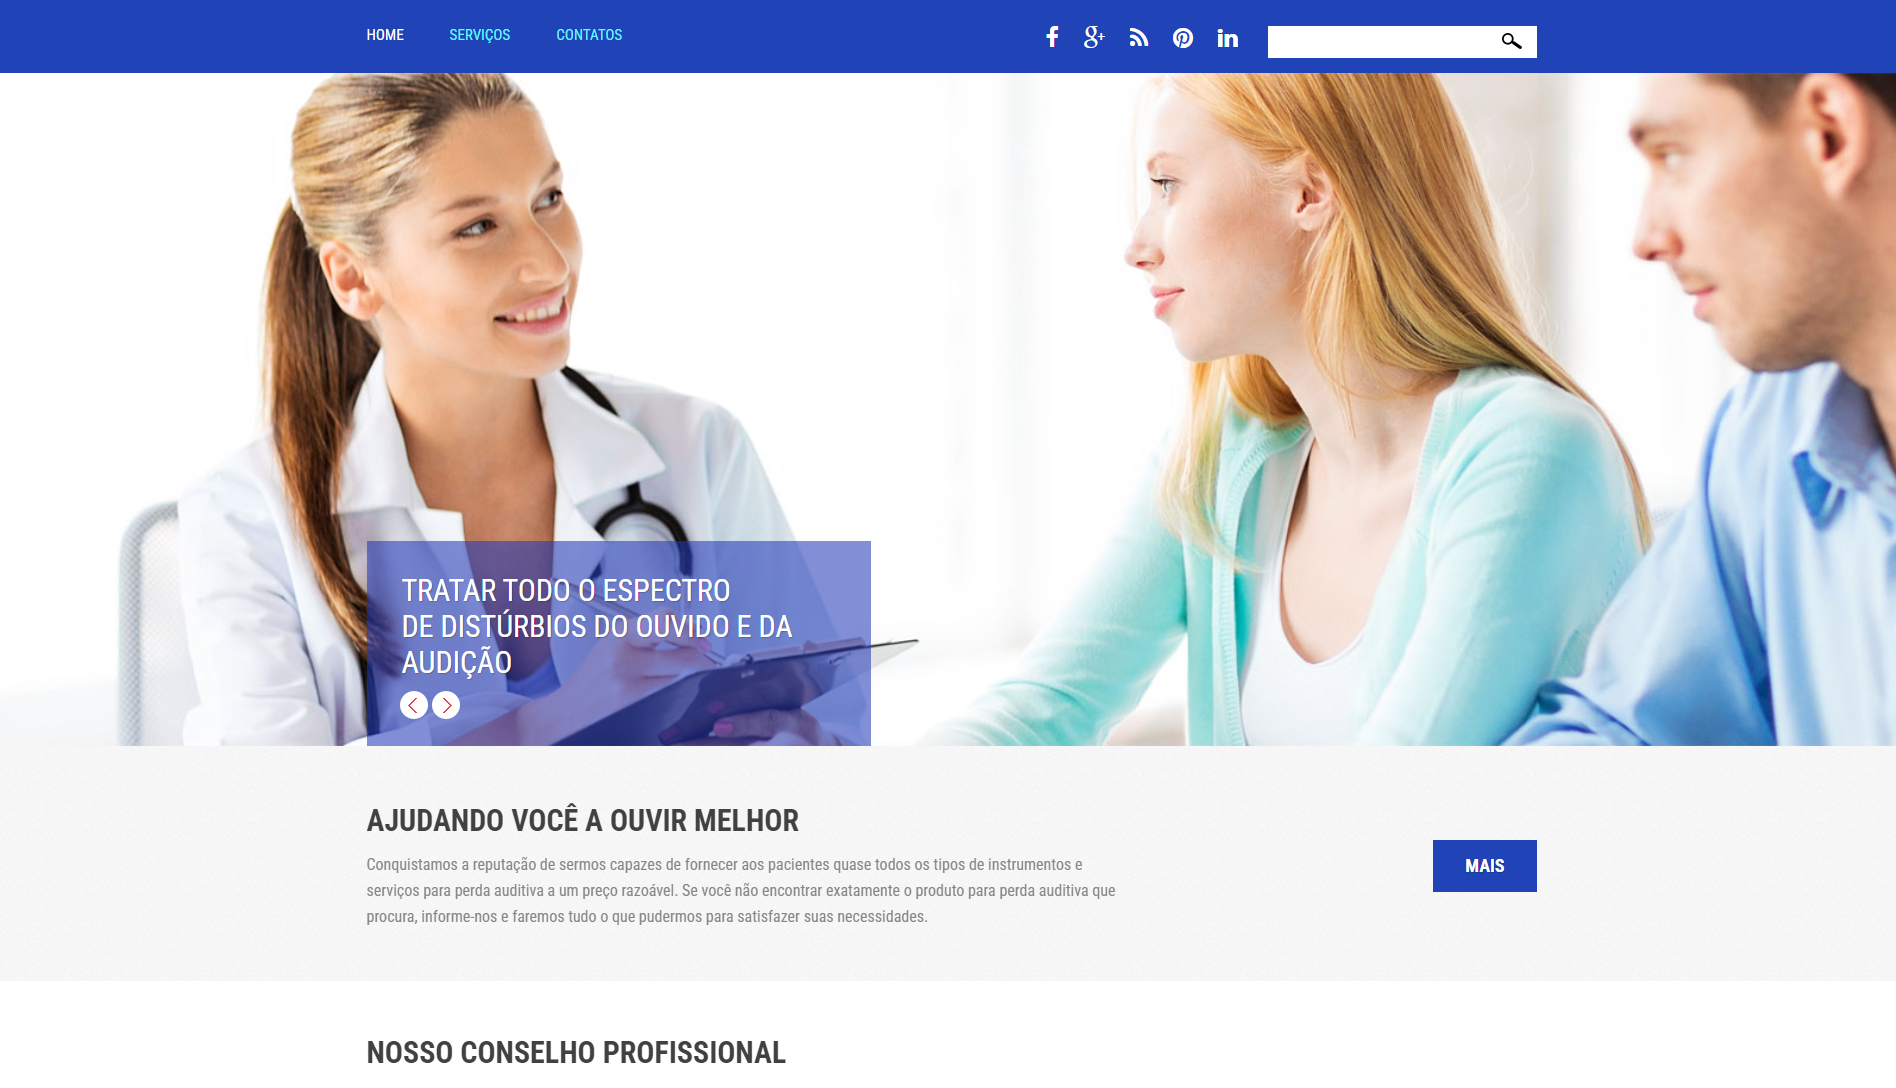 HOME SERVIÇOS CONTATOS
TRATAR TODO O ESPECTRO
DE DISTÚRBIOS DO OUVIDO E DA
AUDIÇÃO
AJUDANDO VOCÊ A OUVIR MELHOR
Conquistamos a reputação de sermos capazes de fornecer aos pacientes quase todos os tipos de instrumentos e
serviços para perda auditiva a um preço razoável. Se você não encontrar exatamente o produto para perda auditiva que
procura, informe-nos e faremos tudo o que pudermos para satisfazer suas necessidades.
MAIS
NOSSO CONSELHO PROFISSIONAL